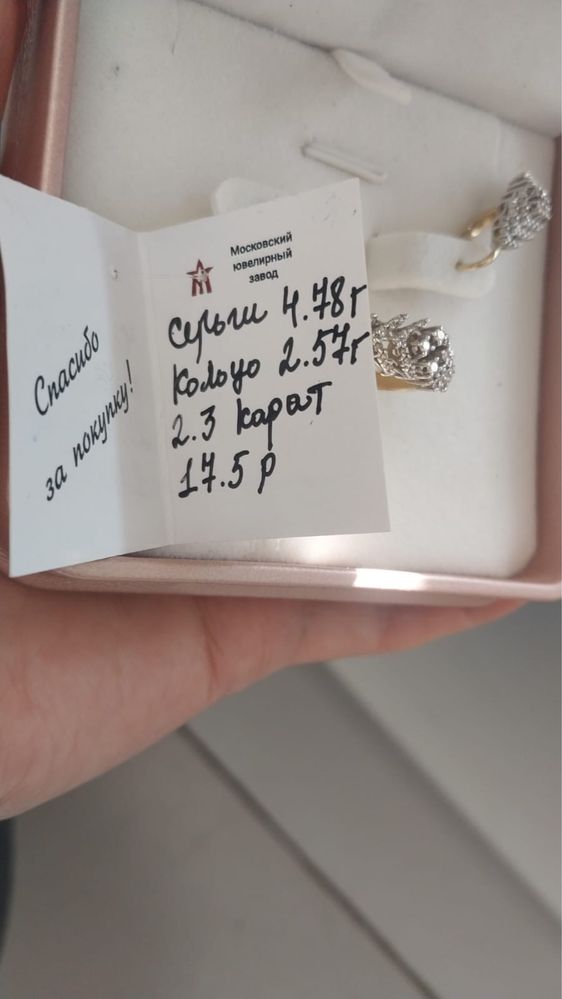 Спасибо
за покупку!
Московский
ювелирный
завод
Серьги 4.78г
Кольцо 2.57г
2.3 карат
17.5 р